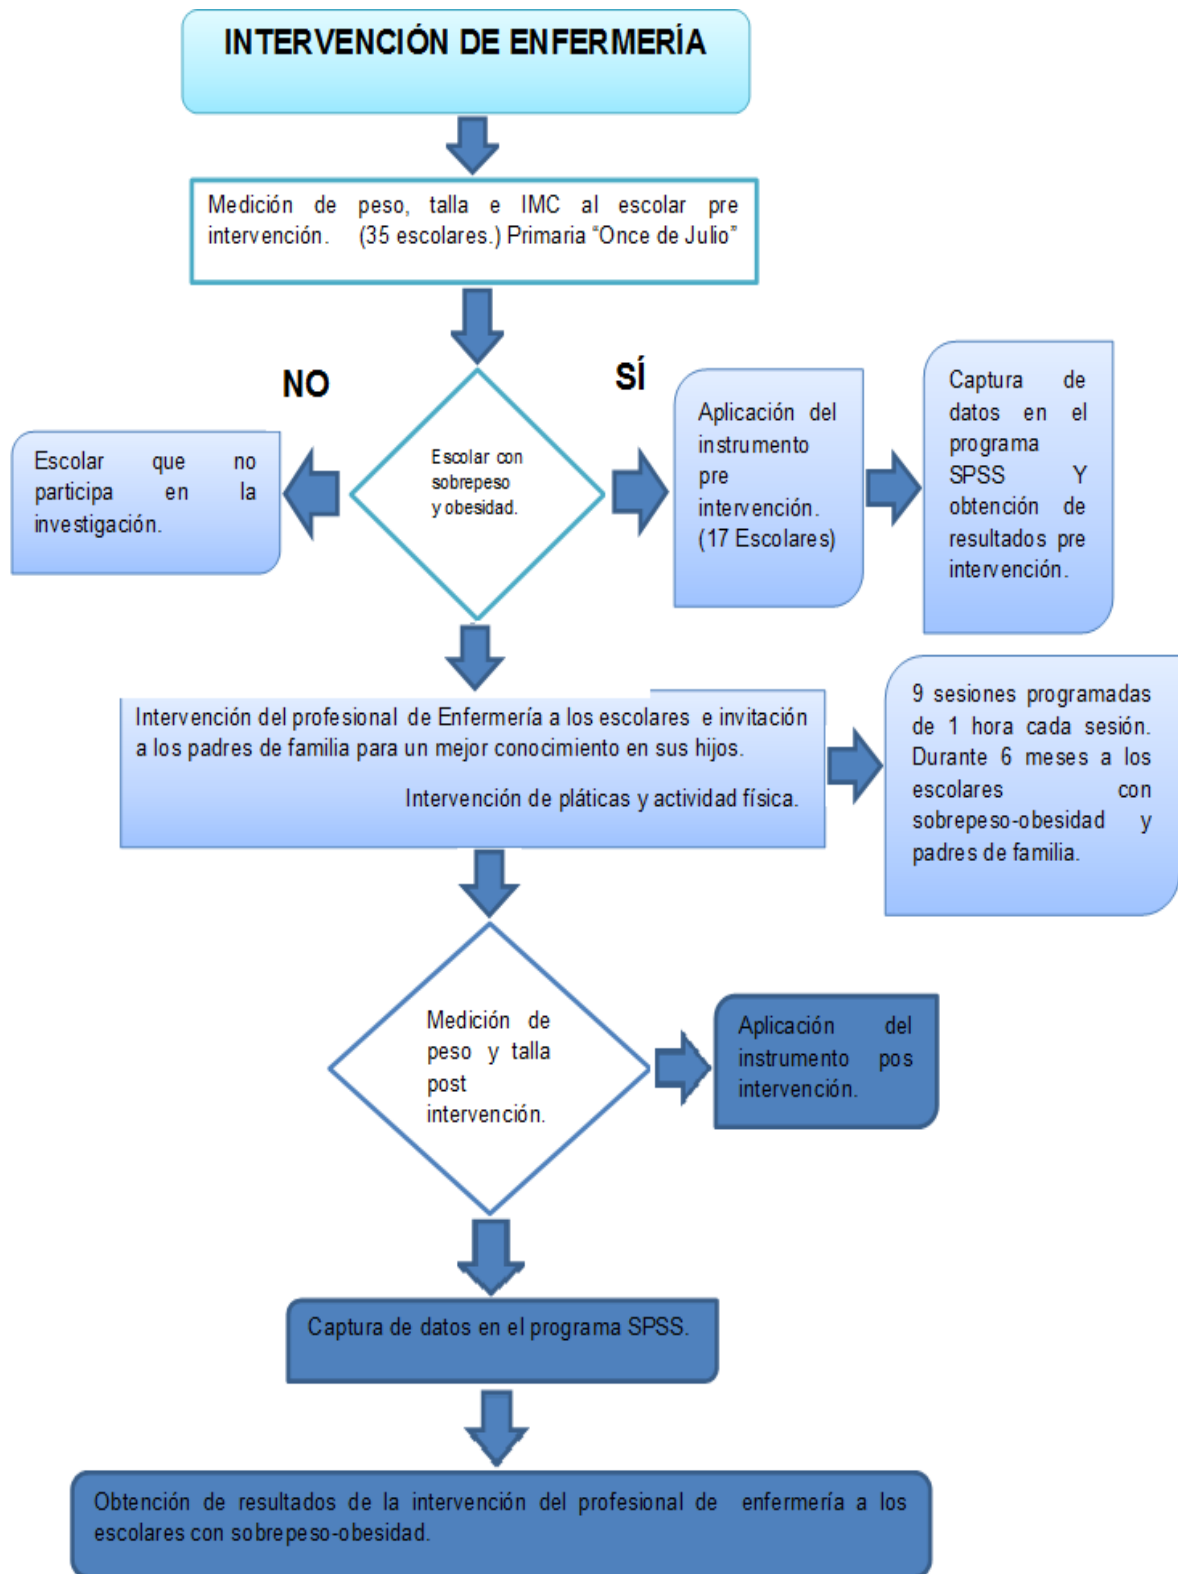 INTERVENCIÓN DE ENFERMERÍA
Medición de peso, talla e IMC al escolar pre
intervención. (35 escolares.) Primaria “Once de Julio”
NO
SÍ
Escolar que no
participa en la
investigación.
Escolar con
sobrepeso
y obesidad.
Aplicación del
instrumento
pre
intervención.
(17 Escolares)
Captura de
datos en el
programa
SPSS Y
obtención de
resultados pre
intervención.
Intervención del profesional de Enfermería a los escolares e invitación
a los padres de familia para un mejor conocimiento en sus hijos.
Intervención de pláticas y actividad física.
9 sesiones programadas
de 1 hora cada sesión.
Durante 6 meses a los
escolares con
sobrepeso-obesidad y
padres de familia.
Medición de
peso y talla
post
intervención.
Aplicación del
instrumento pos
intervención.
Captura de datos en el programa SPSS.
Obtención de resultados de la intervención del profesional de enfermería a los
escolares con sobrepeso-obesidad.